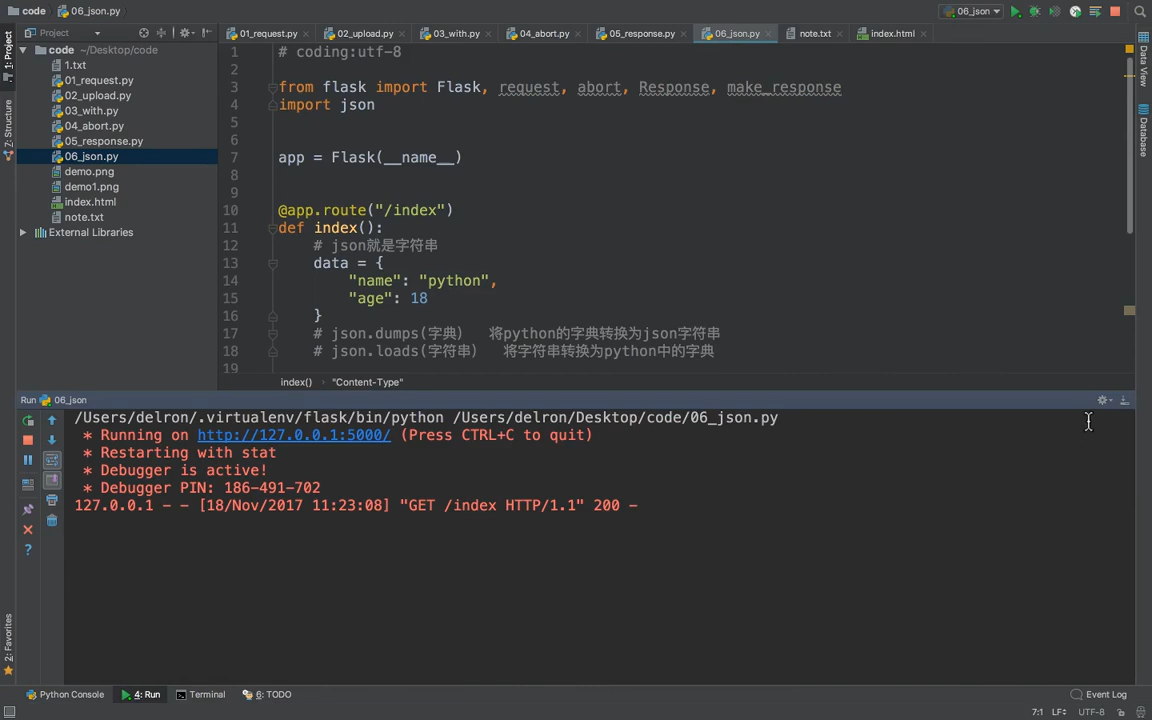 code 06_json.py
06_json
Project
01_request.py 02_upload.py 03_with.py 04_abort.py 05_response.py 06_json.py note.txt index.html
1: Project
Z: Structure
2: Favorites
Data View
Database
code ~/Desktop/code
1.txt
01_request.py
02_upload.py
03_with.py
04_abort.py
05_response.py
06_json.py
demo.png
demo1.png
index.html
note.txt
External Libraries
1 # coding:utf-8
2
3 from flask import Flask, request, abort, Response, make_response
4 import json
5
6
7 app = Flask(__name__)
8
9
10 @app.route("/index")
11 def index():
12 # json就是字符串
13 data = {
14 "name": "python",
15 "age": 18
16 }
17 # json.dumps(字典) 将python的字典转换为json字符串
18 # json.loads(字符串) 将字符串转换为python中的字典
19
index() "Content-Type"
Run 06_json
/Users/delron/.virtualenv/flask/bin/python /Users/delron/Desktop/code/06_json.py
* Running on http://127.0.0.1:5000/ (Press CTRL+C to quit)
* Restarting with stat
* Debugger is active!
* Debugger PIN: 186-491-702
127.0.0.1 - - [18/Nov/2017 11:23:08] "GET /index HTTP/1.1" 200 -
Python Console 4: Run Terminal 6: TODO Event Log
7:1 LF UTF-8